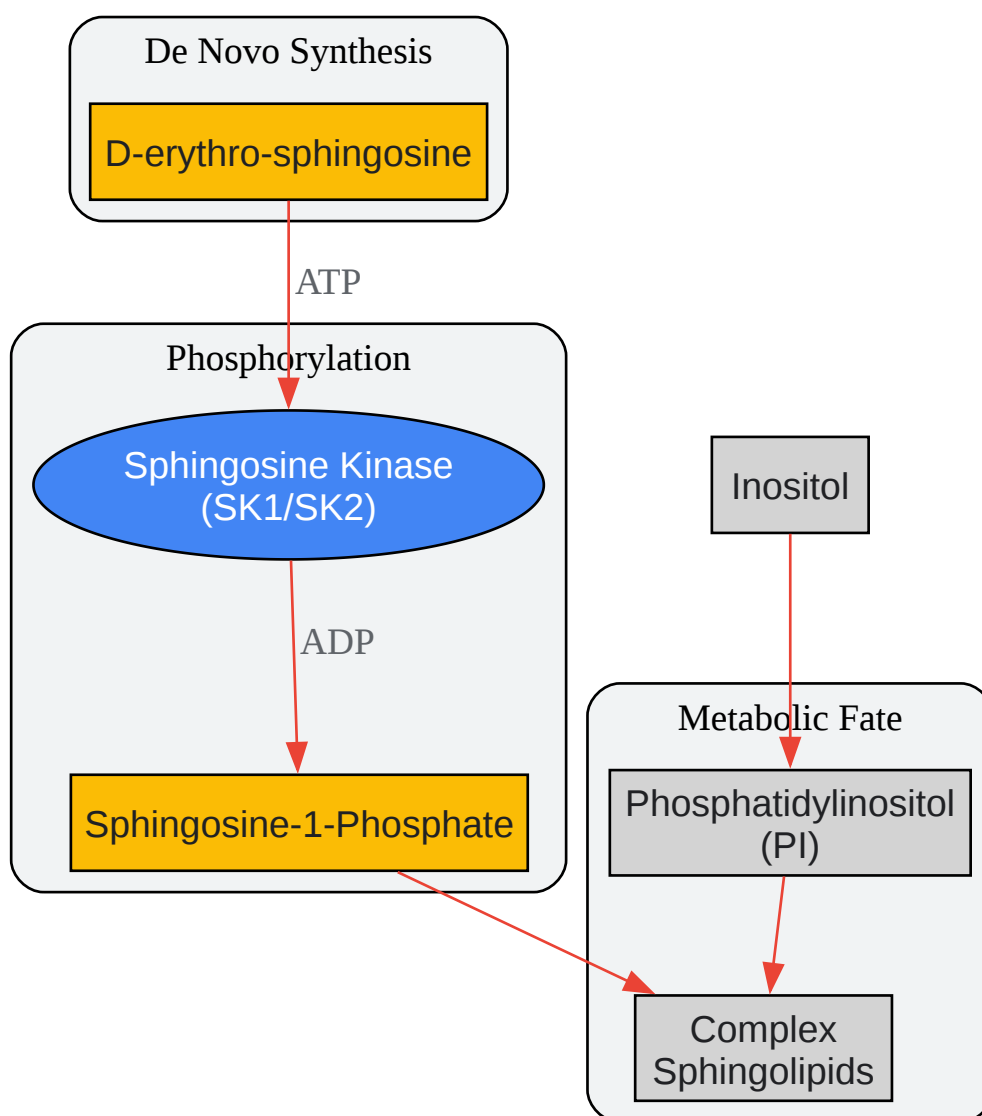 De Novo Synthesis
D-erythro-sphingosine
ATP
Phosphorylation
Sphingosine Kinase
(SK1/SK2)
Inositol
ADP
Metabolic Fate
Sphingosine-1-Phosphate
Phosphatidylinositol
(PI)
Complex
Sphingolipids